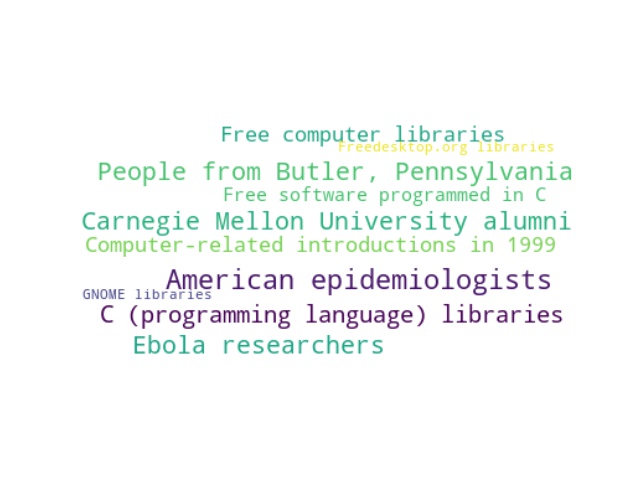 Free computer libraries
Freedesktop.org libraries
People from Butler, Pennsylvania
Free software programmed in C
Carnegie Mellon University alumni
Computer-related introductions in 1999
American epidemiologists
GNOME libraries
C (programming language) libraries
Ebola researchers